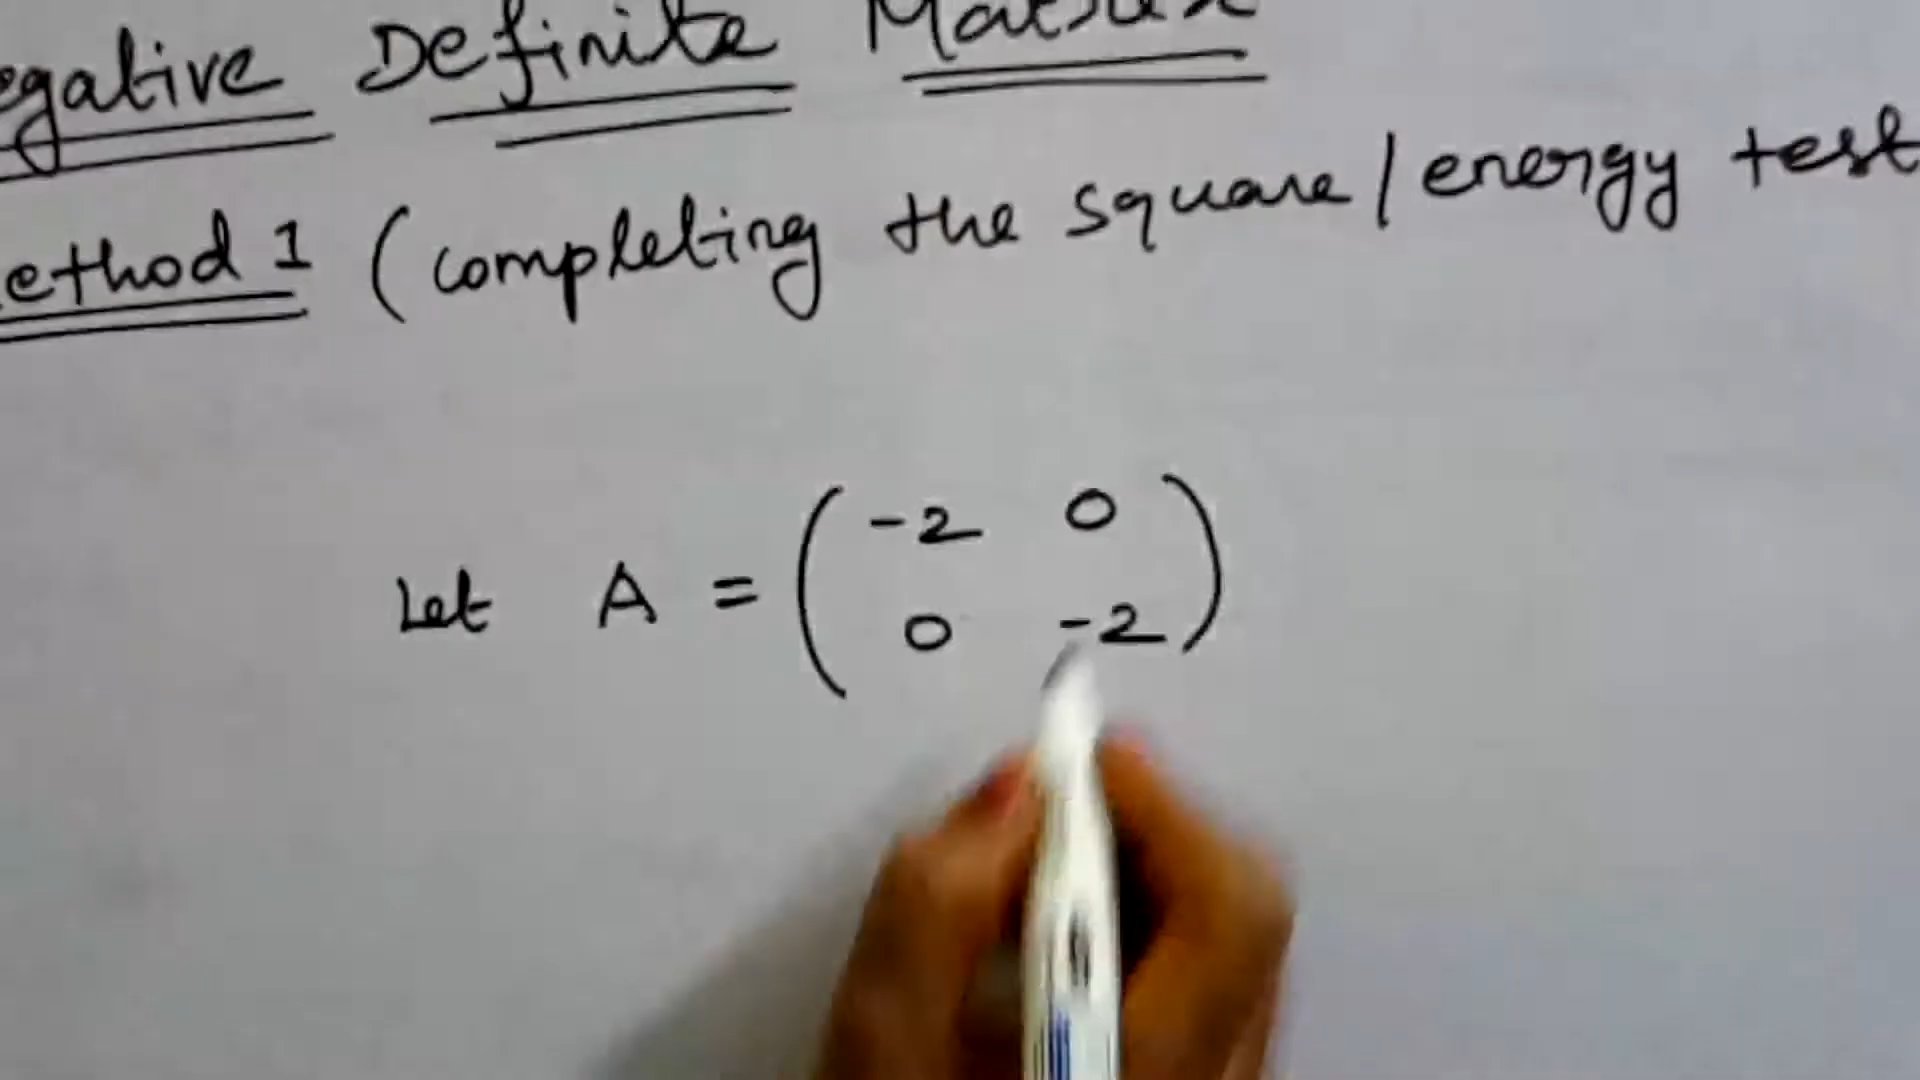 egative Definite Matrix
ethod 1 (completing the square/energy test
Let A = (-2 0
0 -2)